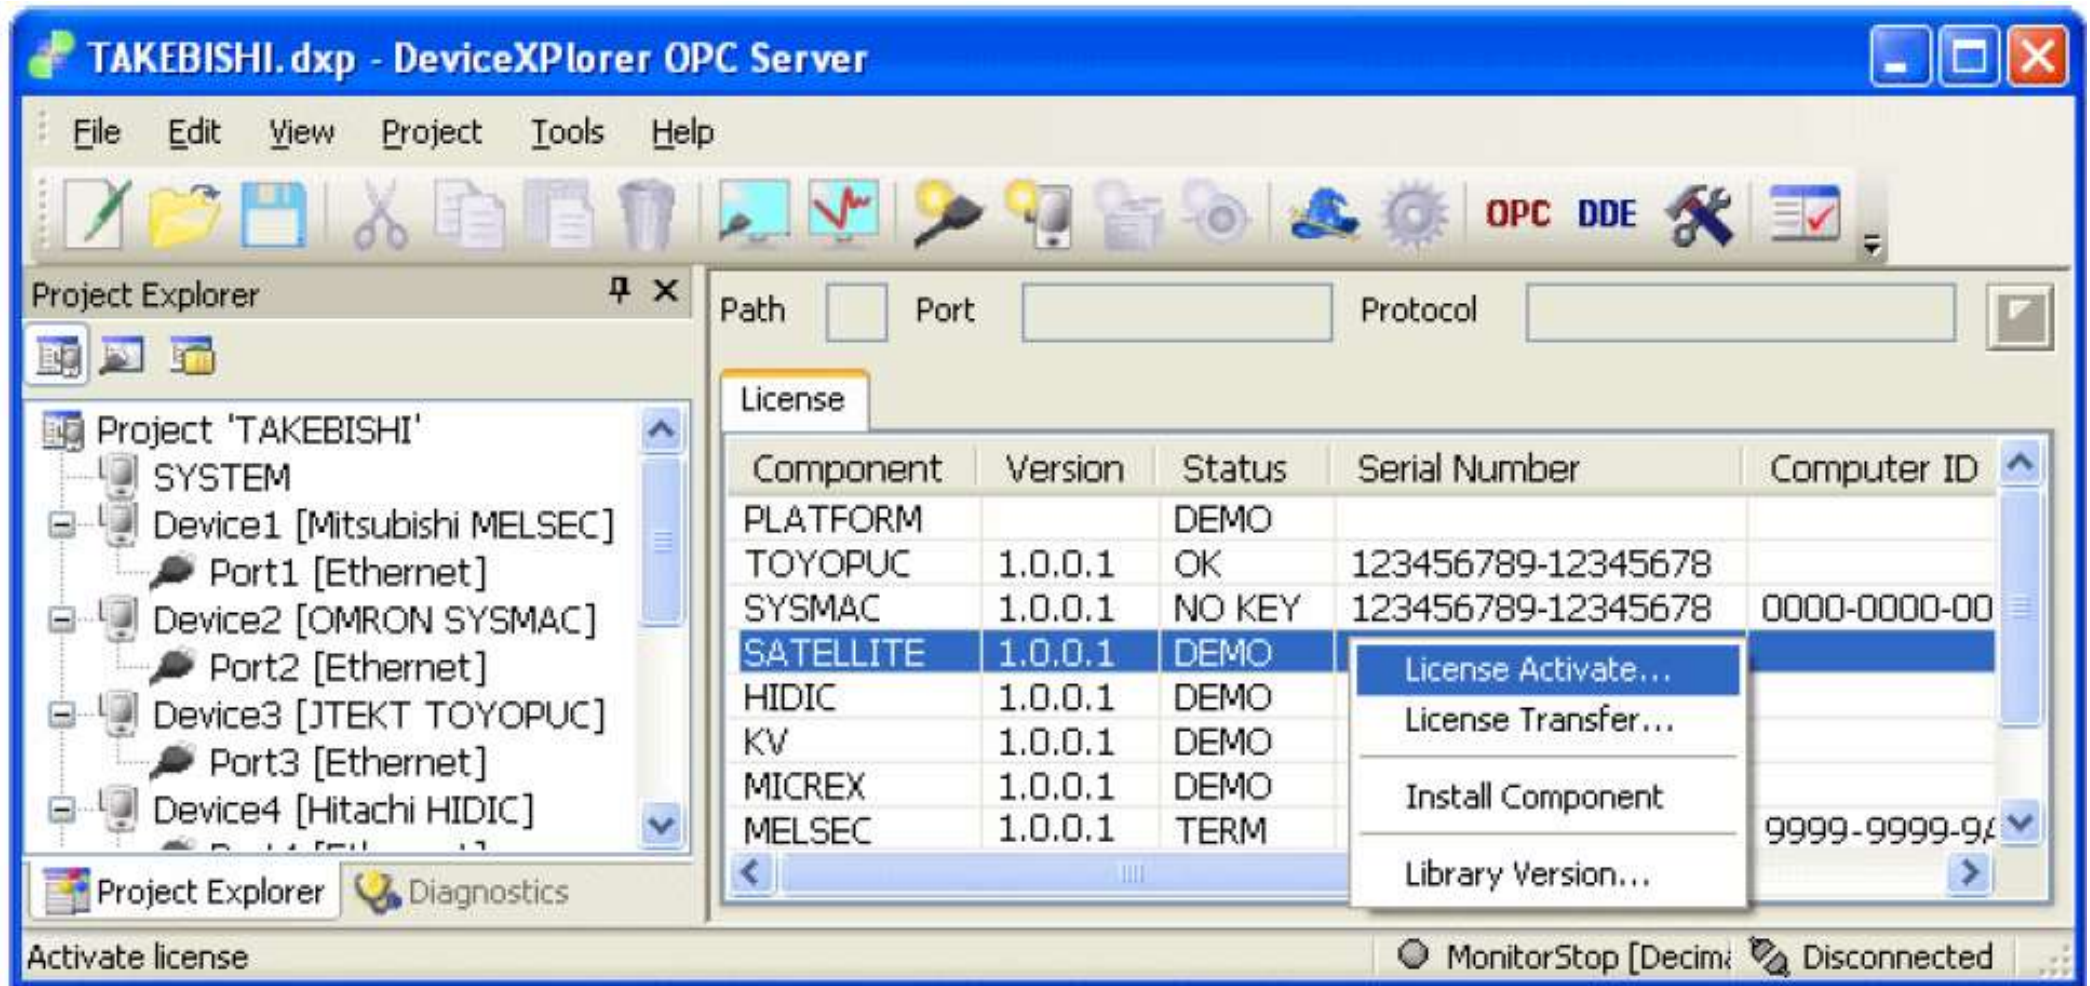 TAKEBISHI.dxp - DeviceXPlorer OPC Server
File Edit View Project Tools Help
OPC DDE
Project Explorer
Path Port Protocol
Project 'TAKEBISHI'
SYSTEM
Device1 [Mitsubishi MELSEC]
Port1 [Ethernet]
Device2 [OMRON SYSMAC]
Port2 [Ethernet]
Device3 [JTEKT TOYOPUC]
Port3 [Ethernet]
Device4 [Hitachi HIDIC]
Project Explorer Diagnostics
License
Component Version Status Serial Number Computer ID
PLATFORM DEMO
TOYOPUC 1.0.0.1 OK 123456789-12345678
SYSMAC 1.0.0.1 NO KEY 123456789-12345678 0000-0000-00
SATELLITE 1.0.0.1 DEMO
HIDIC 1.0.0.1 DEMO
KV 1.0.0.1 DEMO
MICREX 1.0.0.1 DEMO
MELSEC 1.0.0.1 TERM 9999-9999-9
License Activate...
License Transfer...
Install Component
Library Version...
Activate license
MonitorStop [Decima Disconnected